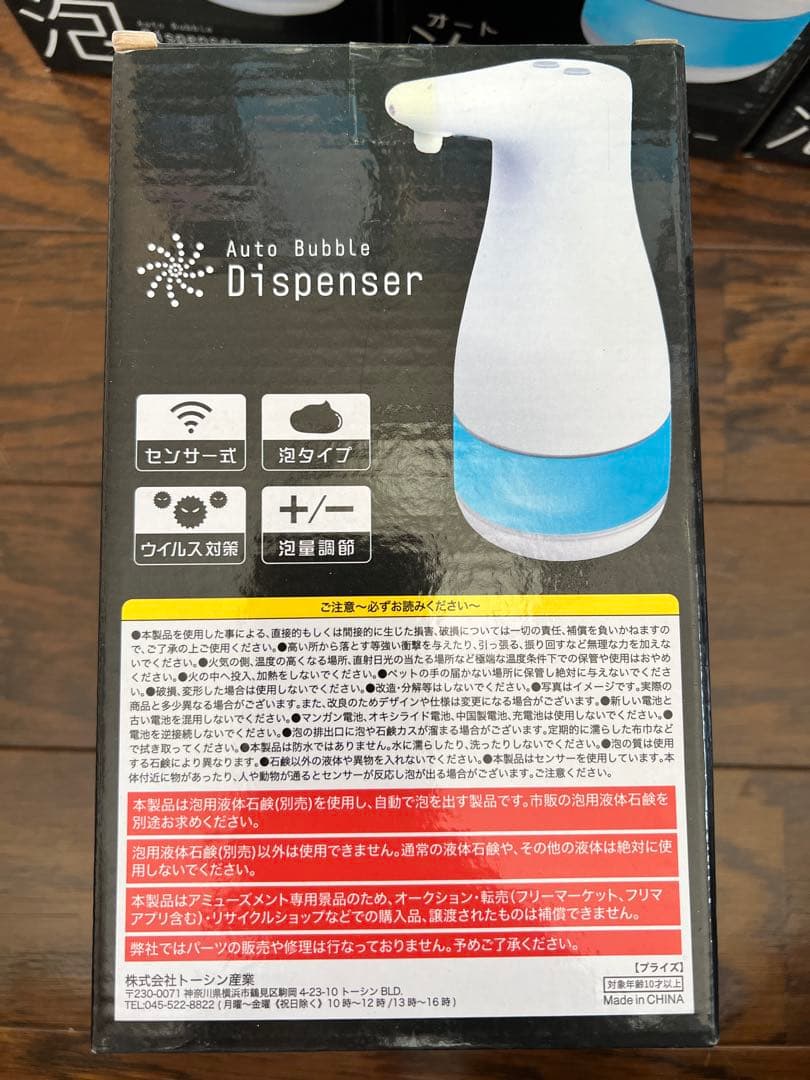 泡
Auto Bubble
Dispenser
オート
Auto Bubble
Dispenser
センサー式
泡タイプ
ウイルス対策
+/−
泡量調節
ご注意～必ずお読みください～
●本製品を使用した事による、直接的もしくは間接的に生じた損害、破損については一切の責任、補償を負いかねますの
で、ご了承の上ご使用ください。●高い所から落とす等強い衝撃を与えたり、引っ張る、振り回すなど無理な力を加えな
いでください。●火気の側、温度の高くなる場所、直射日光の当たる場所など極端な温度条件下での保管や使用はおやめ
ください。●火の中へ投入、加熱をしないでください。●ペットの手の届かない場所に保管し絶対に与えないでくださ
い。●破損、変形した場合は使用しないでください。●改造・分解等はしないでください。●写真はイメージです。実際の
商品と多少異なる場合がございます。また、改良のためデザインや仕様は変更になる場合がございます。●新しい電池と
古い電池を混用しないでください。●マンガン電池、オキシライド電池、中国製電池、充電池は使用しないでください。●
電池を逆接続しないでください。●泡の排出口に泡や石鹸カスが溜まる場合がございます。定期的に濡らした布巾など
で拭き取ってください。●本製品は防水ではありません。水に濡らしたり、洗ったりしないでください。●泡の質は使用
する石鹸により異なります。●石鹸以外の液体や異物を入れないでください。●本製品はセンサーを使用しています。本
体付近に物があったり、人や動物が通るとセンサーが反応し泡が出る場合がございます。ご注意ください。
本製品は泡用液体石鹸(別売)を使用し、自動で泡を出す製品です。市販の泡用液体石鹸を
別途お求めください。
泡用液体石鹸(別売)以外は使用できません。通常の液体石鹸や、その他の液体は絶対に使
用しないでください。
本製品はアミューズメント専用景品のため、オークション・転売(フリーマーケット、フリマ
アプリ含む)・リサイクルショップなどでの購入品、譲渡されたものは補償できません。
弊社ではパーツの販売や修理は行なっておりません。予めご了承ください。
株式会社トーシン産業
〒230-0071 神奈川県横浜市鶴見区駒岡 4-23-10 トーシン BLD.
TEL:045-522-8822 ( 月曜～金曜《祝日除く》10 時～12 時 /13 時～16 時 )
【プライズ】
対象年齢10才以上
Made in CHINA